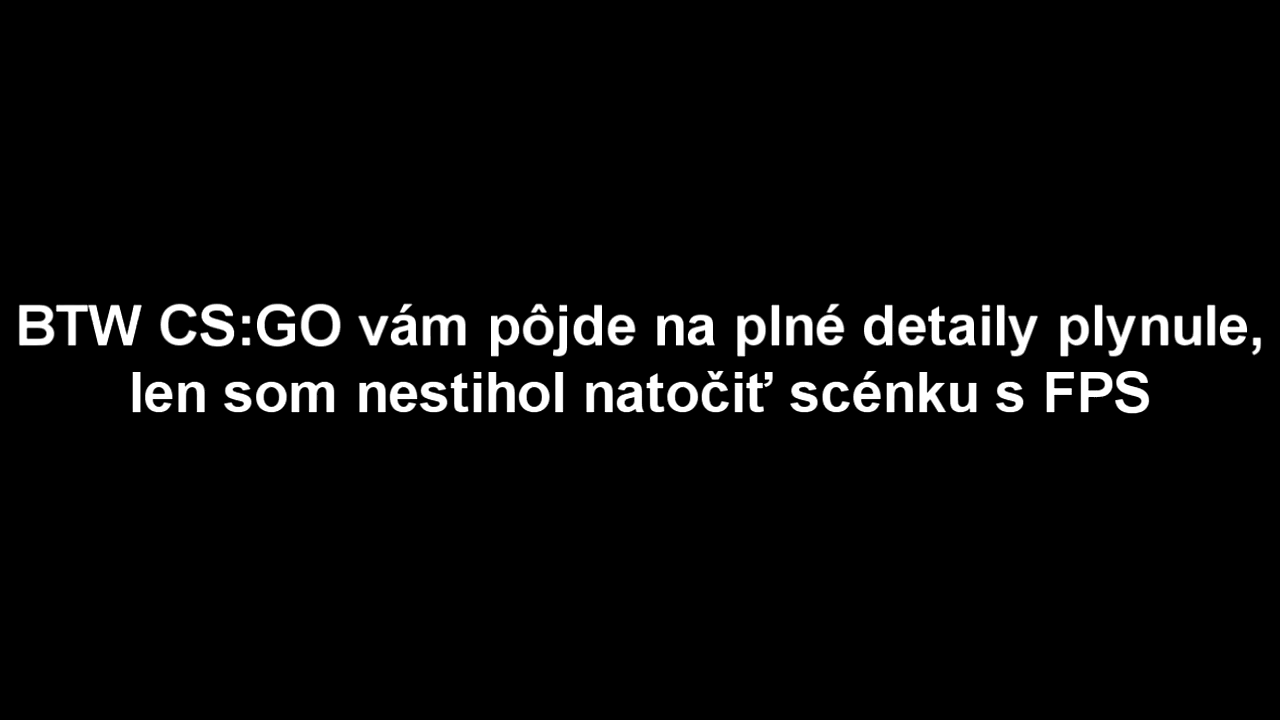 BTW CS:GO vám pôjde na plné detaily plynule,
len som nestihol natočiť scénku s FPS